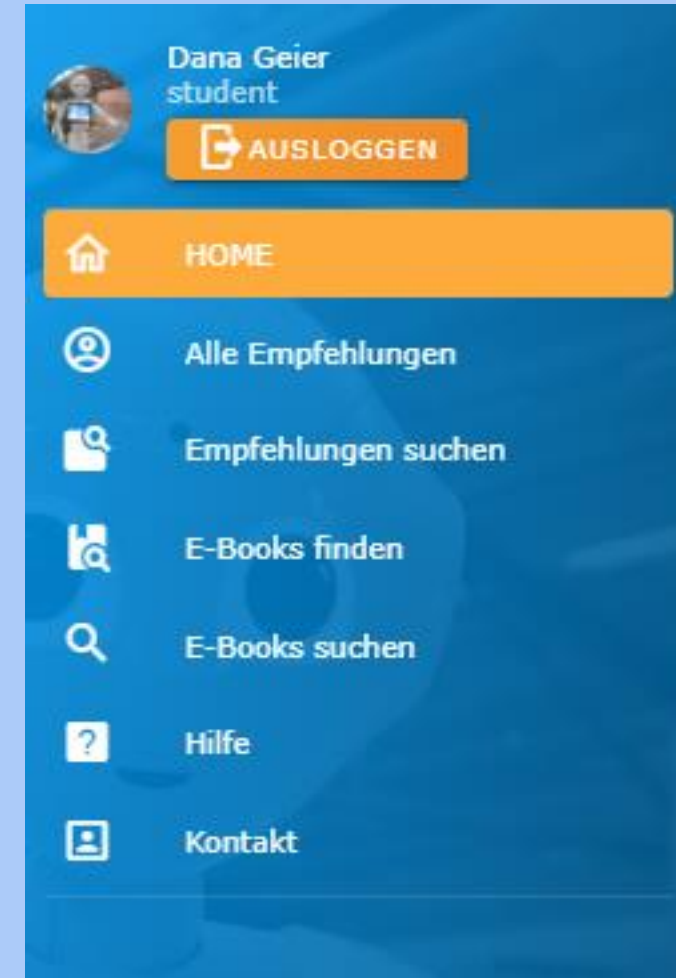 Dana Geier
student
AUSLOGGEN
HOME
Alle Empfehlungen
Empfehlungen suchen
E-Books finden
E-Books suchen
Hilfe
Kontakt